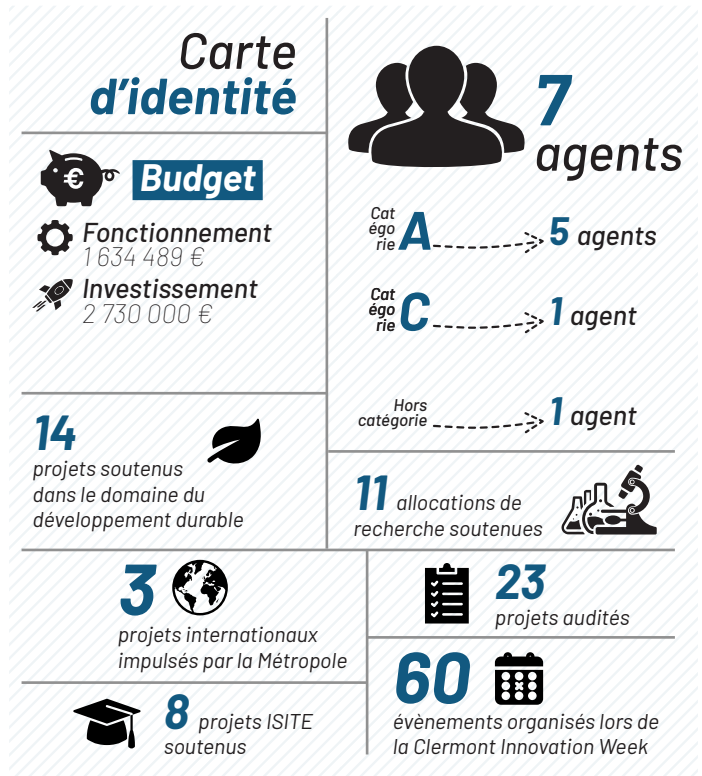 Carte
d'identité
€ Budget
Fonctionnement
1 634 489 €
Investissement
2 730 000 €
7
agents
Cat
égo
rie A 5 agents
Cat
égo
rie C 1 agent
Hors
catégorie 1 agent
14
projets soutenus
dans le domaine du
développement durable
11 allocations de
recherche soutenues
3
projets internationaux
impulsés par la Métropole
23
projets audités
8 projets ISITE
soutenus
60
évènements organisés lors de
la Clermont Innovation Week